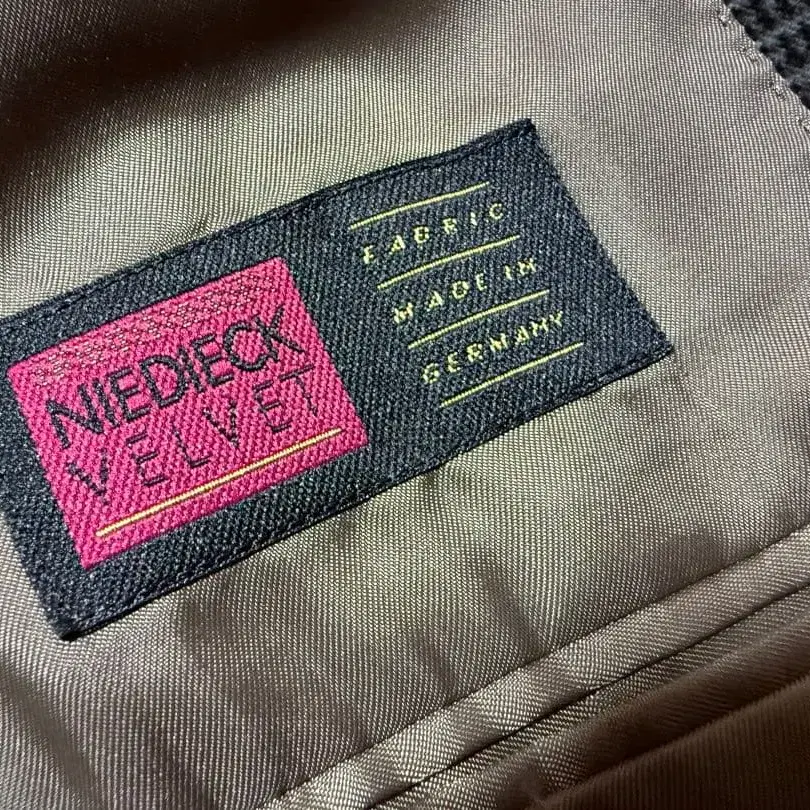 NIEDIECK
VELVET
FABRIC
MADE IN
GERMANY